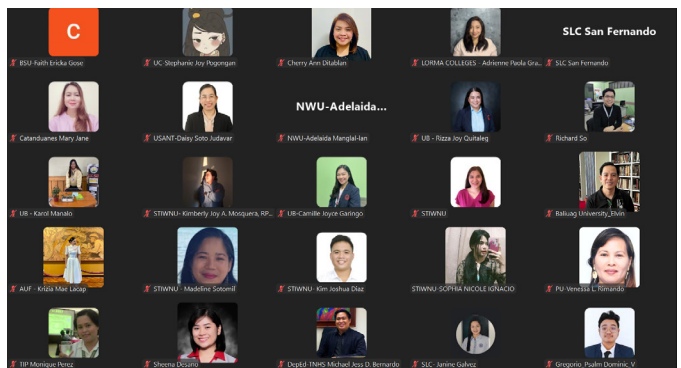 C
SLC San Fernando
BSU-Faith Ericka Gose
UC-Stephanie Joy Pogongan
Cherry Ann Ditablan
LORMA COLLEGES - Adrienne Paola Gra...
SLC San Fernando
NWU-Adelaida...
Catanduanes Mary Jane
USANT-Daisy Soto Judavar
NWU-Adelaida Manglal-lan
UB - Rizza Joy Quitaleg
Richard So
UB - Karol Manalo
STIWNU- Kimberly Joy A. Mosquera, RP...
UB-Camille Joyce Garingo
STIWNU
Baliuag University_Elvin
AUF - Krizia Mae Lacap
STIWNU - Madeline Sotomil
STIWNU- Kim Joshua Diaz
STIWNU-SOPHIA NICOLE IGNACIO
PU-Venessa L. Rimando
TIP Monique Perez
Sheena Desano
DepEd-TNHS Michael Jess D. Bernardo
SLC- Janine Galvez
Gregorio_Psalm Dominic_V